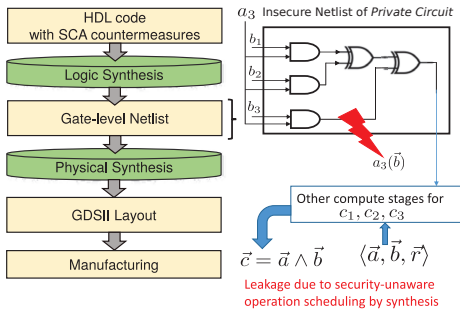 HDL code
with SCA countermeasures
Logic Synthesis
Gate-level Netlist
Physical Synthesis
GDSII Layout
Manufacturing
a₃ Insecure Netlist of Private Circuit
b₁
b₂
b₃
a₃(b⃗)
Other compute stages for
c₁, c₂, c₃
c⃗ = a⃗ ∧ b⃗
⟨a⃗, b⃗, r⃗⟩
Leakage due to security-unaware
operation scheduling by synthesis